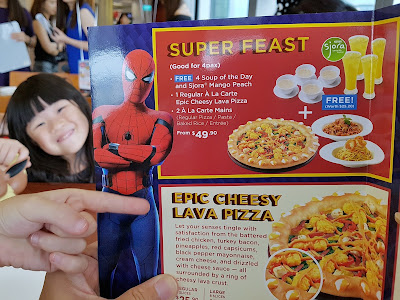 SUPER FEAST
(Good for 4pax)
• FREE 4 Soup of the Day
and Sjora® Mango Peach
• 1 Regular À La Carte
Epic Cheesy Lava Pizza
• 2 À La Carte Mains
(Regular Pizza / Pasta /
Baked Rice / Entrée)
From $49.90
Sjora
+
FREE!
EPIC CHEESY
LAVA PIZZA
Let your senses tingle with
satisfaction from the battered
fried chicken, turkey bacon,
pineapples, red capsicums,
black pepper mayonnaise,
cream cheese, and drizzled
with cheese sauce — all
surrounded by a ring of
cheesy lava crust.
REGULAR
LARGE